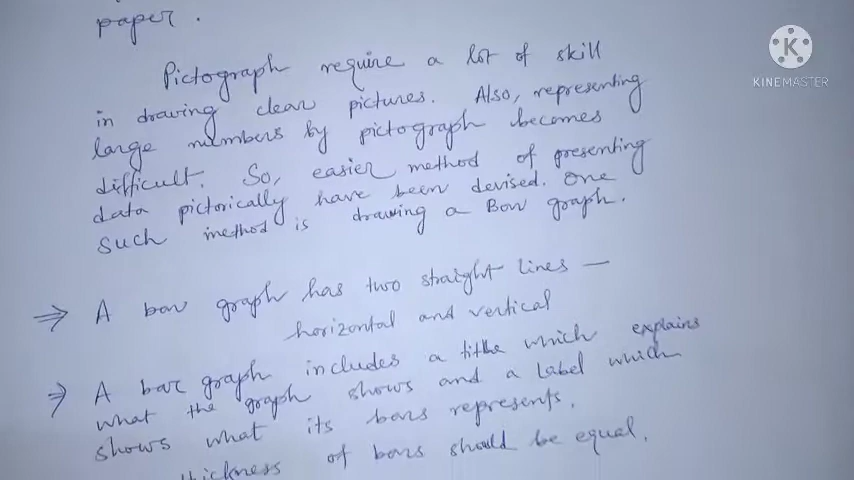 paper.
K
KINEMASTER
Pictograph require a lot of skill
in drawing clear pictures. Also, representing
large numbers by pictograph becomes
difficult. So, easier method of presenting
data pictorically have been devised. One
such method is drawing a Bar graph.
⇒ A bar graph has two straight lines —
horizontal and vertical
⇒ A bar graph includes a title which explains
what the graph shows and a label which
shows what its bars represents.
thickness of bars should be equal.